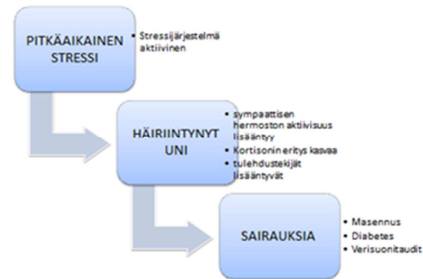 PITKÄAIKAINEN
STRESSI
• Stressijärjestelmä
aktiivinen
HÄIRIINTYNYT
UNI
• sympaattisen
hermoston aktiivisuus
lisääntyy
• Kortisonin eritys kasvaa
• tulehdustekijät
lisääntyvät
SAIRAUKSIA
• Masennus
• Diabetes
• Verisuonitaudit